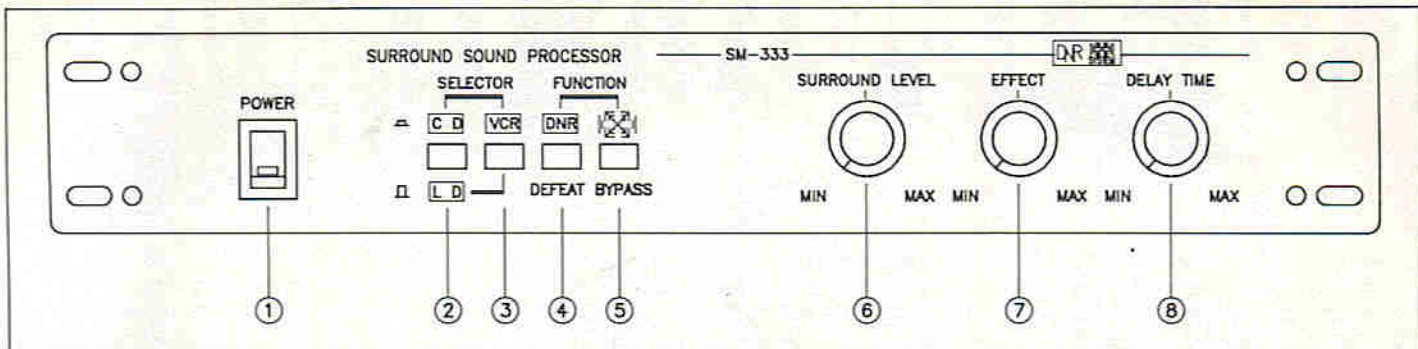 SURROUND SOUND PROCESSOR SM-333 DNR
SELECTOR FUNCTION SURROUND LEVEL EFFECT DELAY TIME
POWER
C D VCR DNR
L D DEFEAT BYPASS
MIN MAX MIN MAX MIN MAX
1 2 3 4 5 6 7 8